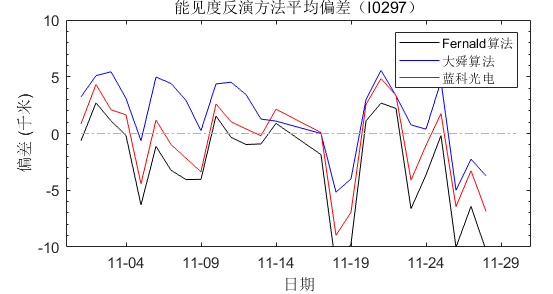 能见度反演方法平均偏差（I0297）
10
5
0
-5
-10
偏差 (千米)
Fernald算法
大舜算法
蓝科光电
11-04
11-09
11-14
11-19
11-24
11-29
日期